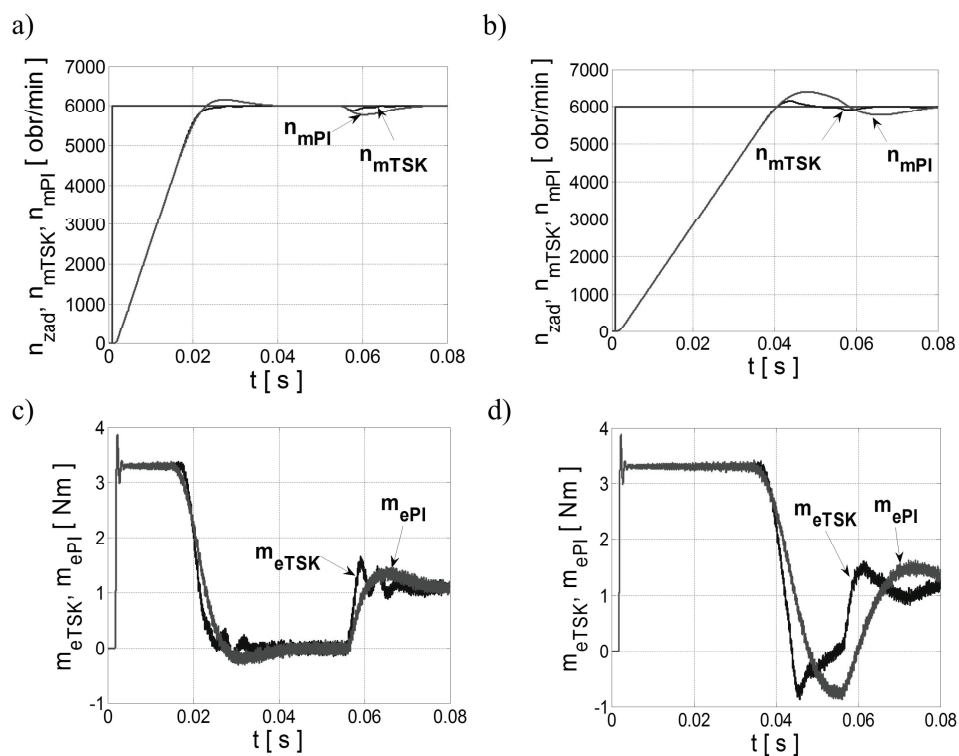 a)
n_zad, n_mTSK, n_mPI [ obr/min ]
7000
6000
5000
4000
3000
2000
1000
0
n_mPI
n_mTSK
0
0.02
0.04
0.06
0.08
t [ s ]
b)
n_zad, n_mTSK, n_mPI [ obr/min ]
7000
6000
5000
4000
3000
2000
1000
0
n_mTSK
n_mPI
0
0.02
0.04
0.06
0.08
t [ s ]
c)
m_eTSK, m_ePI [ Nm ]
4
3
2
1
0
-1
m_ePI
m_eTSK
0
0.02
0.04
0.06
0.08
t [ s ]
d)
m_eTSK, m_ePI [ Nm ]
4
3
2
1
0
-1
m_eTSK
m_ePI
0
0.02
0.04
0.06
0.08
t [ s ]